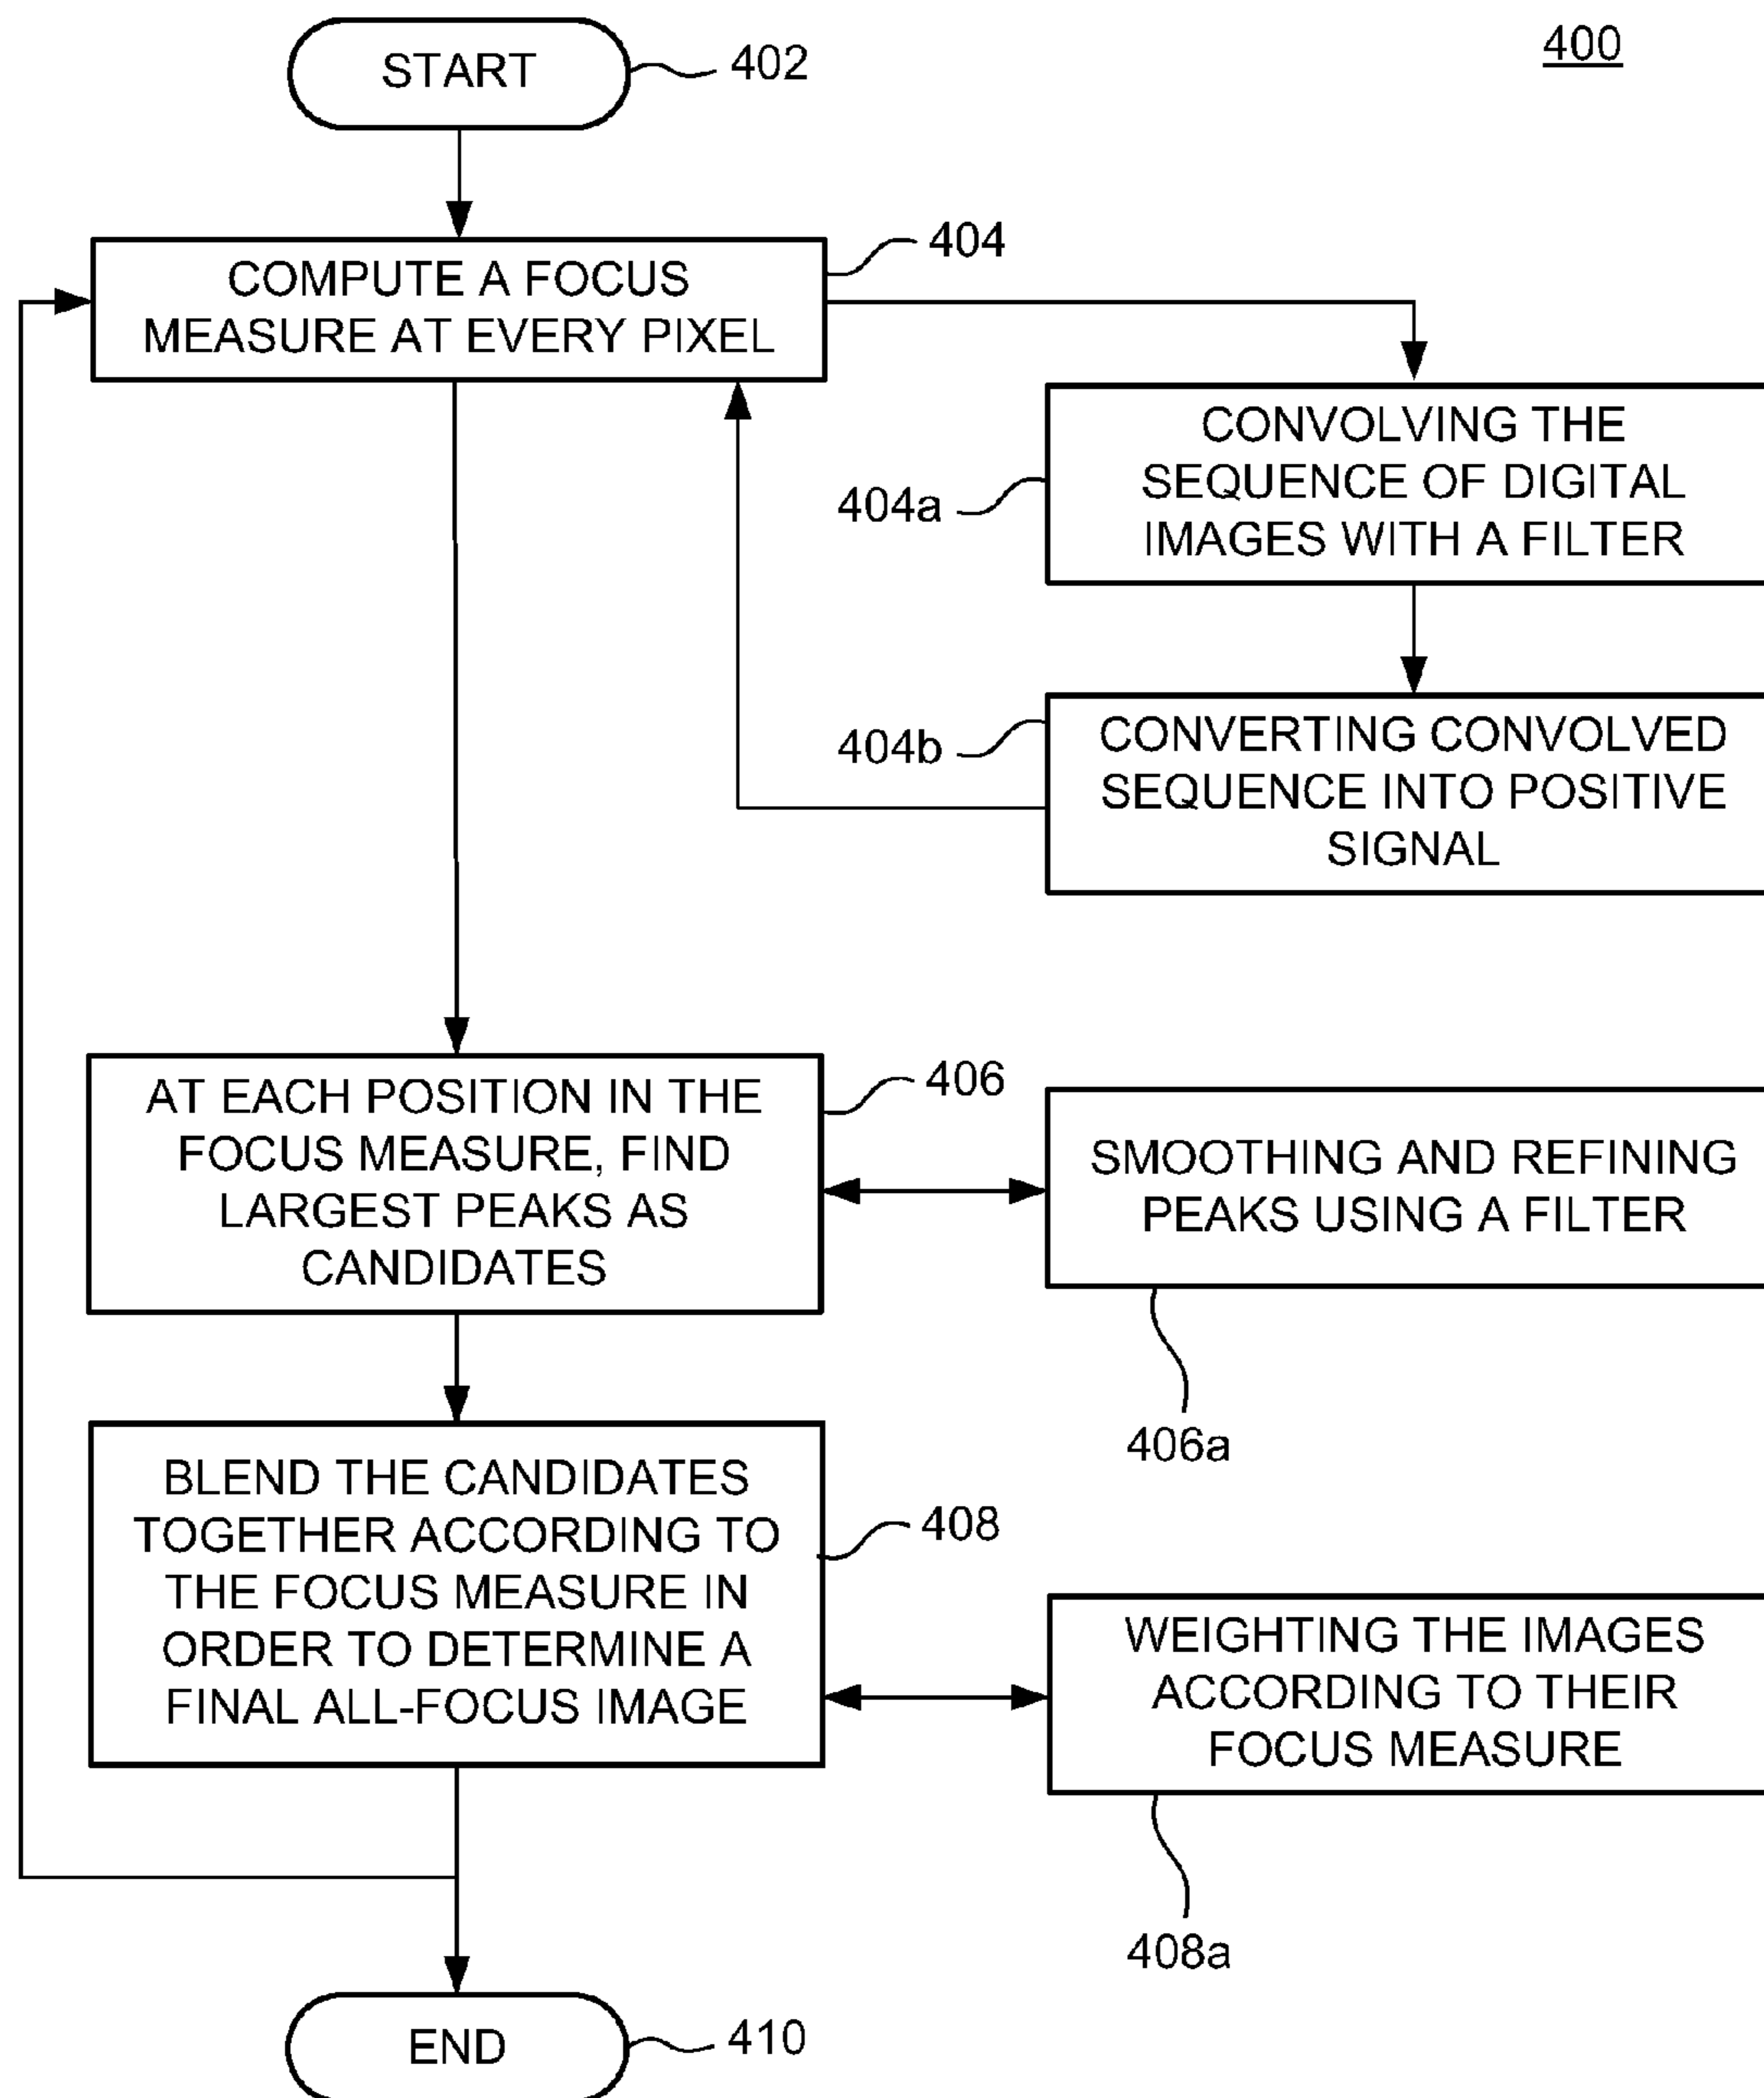 400
START
402
COMPUTE A FOCUS
MEASURE AT EVERY PIXEL
404
CONVOLVING THE
SEQUENCE OF DIGITAL
IMAGES WITH A FILTER
404a
CONVERTING CONVOLVED
SEQUENCE INTO POSITIVE
SIGNAL
404b
AT EACH POSITION IN THE
FOCUS MEASURE, FIND
LARGEST PEAKS AS
CANDIDATES
406
SMOOTHING AND REFINING
PEAKS USING A FILTER
406a
BLEND THE CANDIDATES
TOGETHER ACCORDING TO
THE FOCUS MEASURE IN
ORDER TO DETERMINE A
FINAL ALL-FOCUS IMAGE
408
WEIGHTING THE IMAGES
ACCORDING TO THEIR
FOCUS MEASURE
408a
END
410